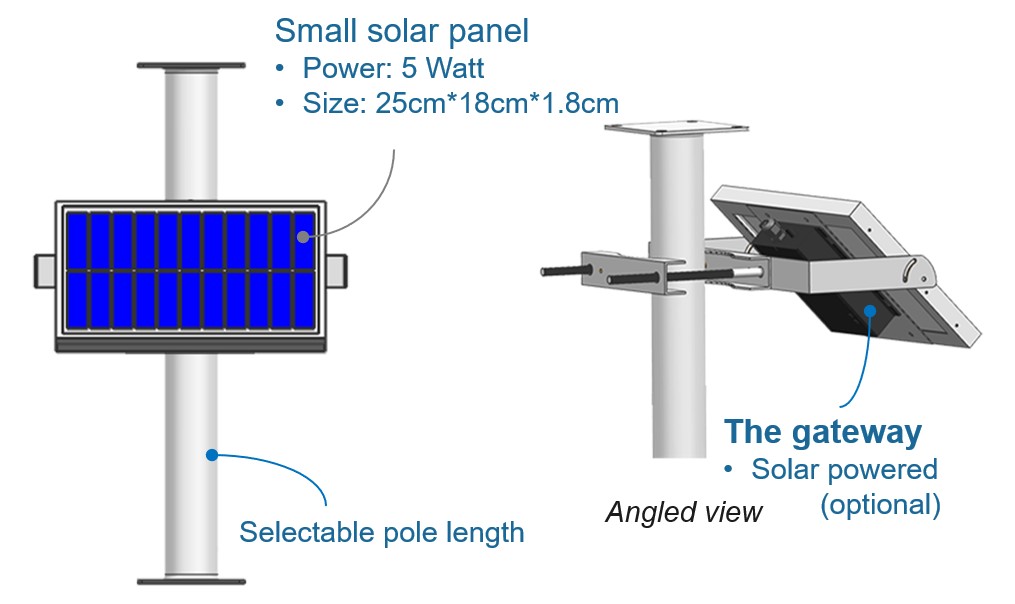 Small solar panel
• Power: 5 Watt
• Size: 25cm*18cm*1.8cm
Selectable pole length
The gateway
• Solar powered
(optional)
Angled view